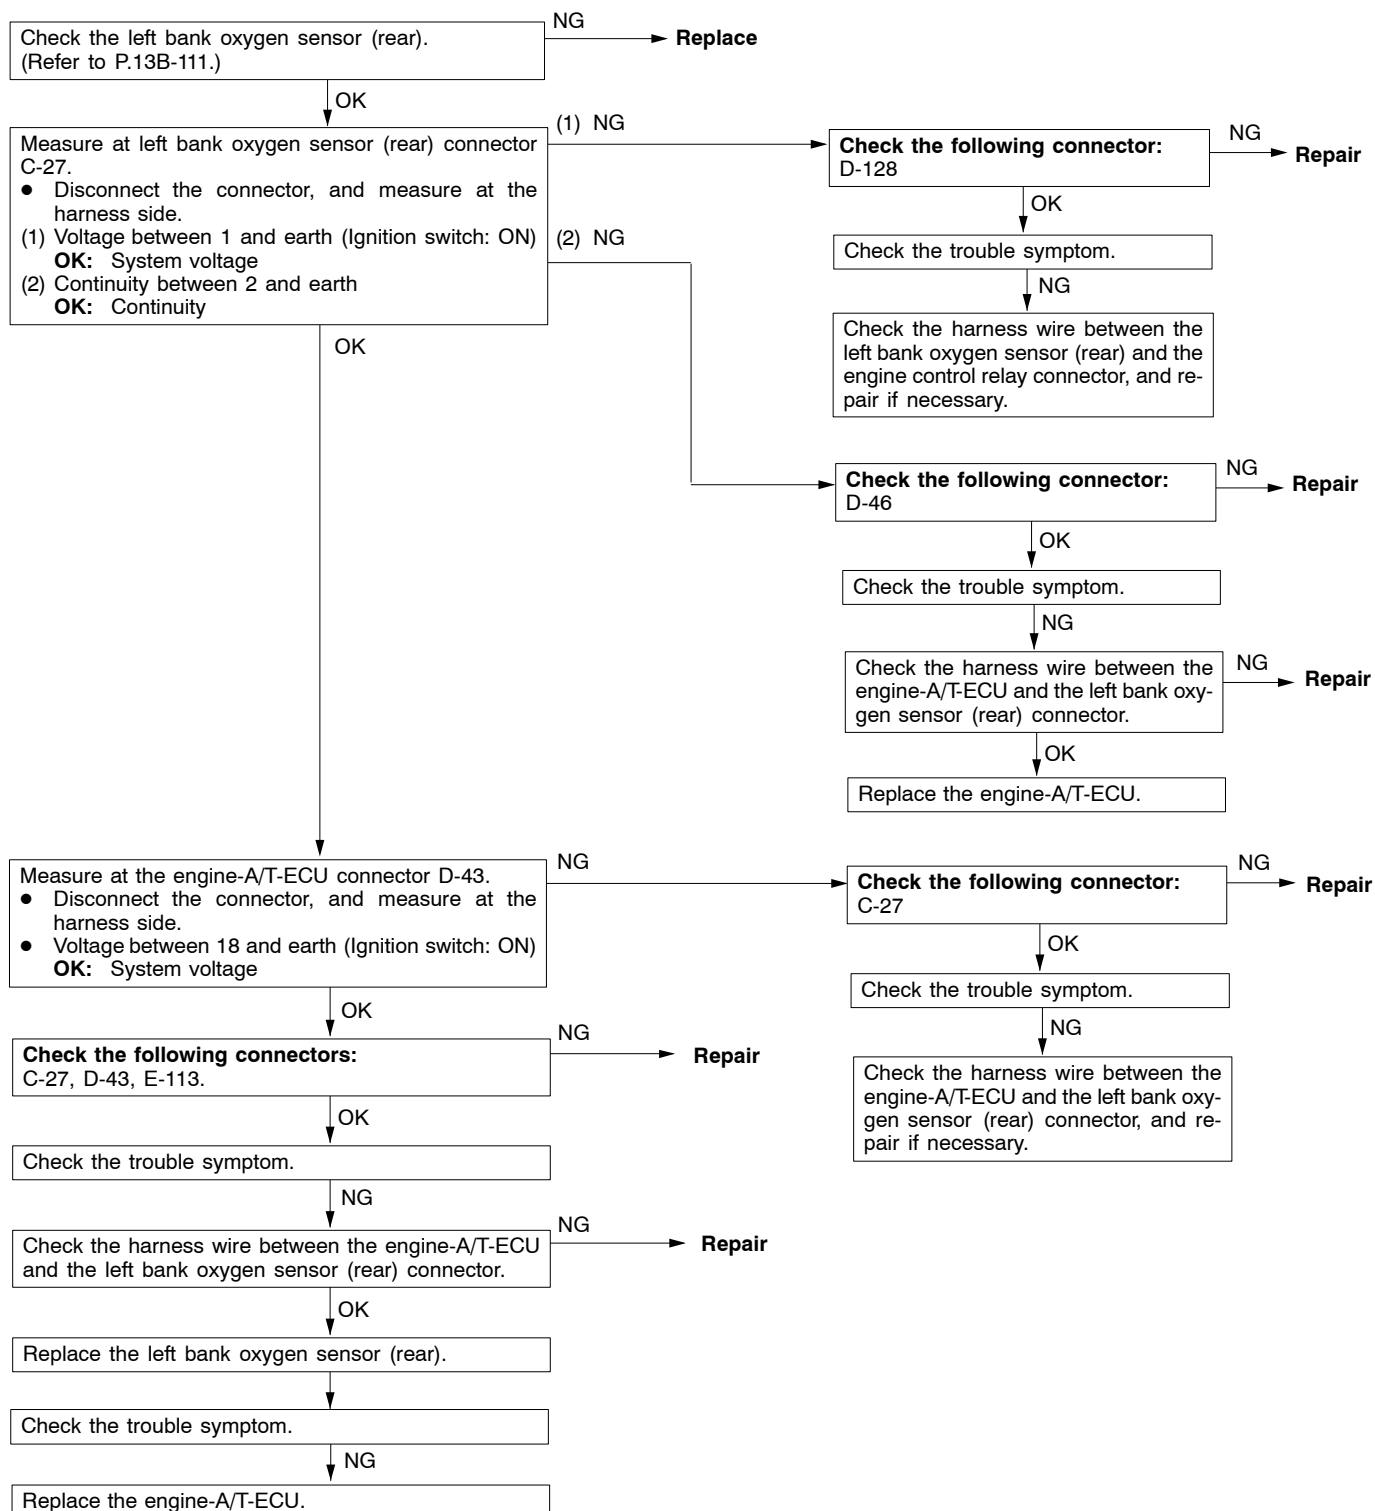 Check the left bank oxygen sensor (rear).
(Refer to P.13B-111.)
NG
Replace
OK
Measure at left bank oxygen sensor (rear) connector
C-27.
● Disconnect the connector, and measure at the
harness side.
(1) Voltage between 1 and earth (Ignition switch: ON)
OK: System voltage
(2) Continuity between 2 and earth
OK: Continuity
(1) NG
Check the following connector:
D-128
NG
Repair
OK
Check the trouble symptom.
NG
Check the harness wire between the
left bank oxygen sensor (rear) and the
engine control relay connector, and re-
pair if necessary.
(2) NG
Check the following connector:
D-46
NG
Repair
OK
Check the trouble symptom.
NG
Check the harness wire between the
engine-A/T-ECU and the left bank oxy-
gen sensor (rear) connector.
NG
Repair
OK
Replace the engine-A/T-ECU.
OK
Measure at the engine-A/T-ECU connector D-43.
● Disconnect the connector, and measure at the
harness side.
● Voltage between 18 and earth (Ignition switch: ON)
OK: System voltage
NG
Check the following connector:
C-27
NG
Repair
OK
Check the trouble symptom.
NG
Check the harness wire between the
engine-A/T-ECU and the left bank oxy-
gen sensor (rear) connector, and re-
pair if necessary.
OK
Check the following connectors:
C-27, D-43, E-113.
NG
Repair
OK
Check the trouble symptom.
NG
Check the harness wire between the engine-A/T-ECU
and the left bank oxygen sensor (rear) connector.
NG
Repair
OK
Replace the left bank oxygen sensor (rear).
Check the trouble symptom.
NG
Replace the engine-A/T-ECU.